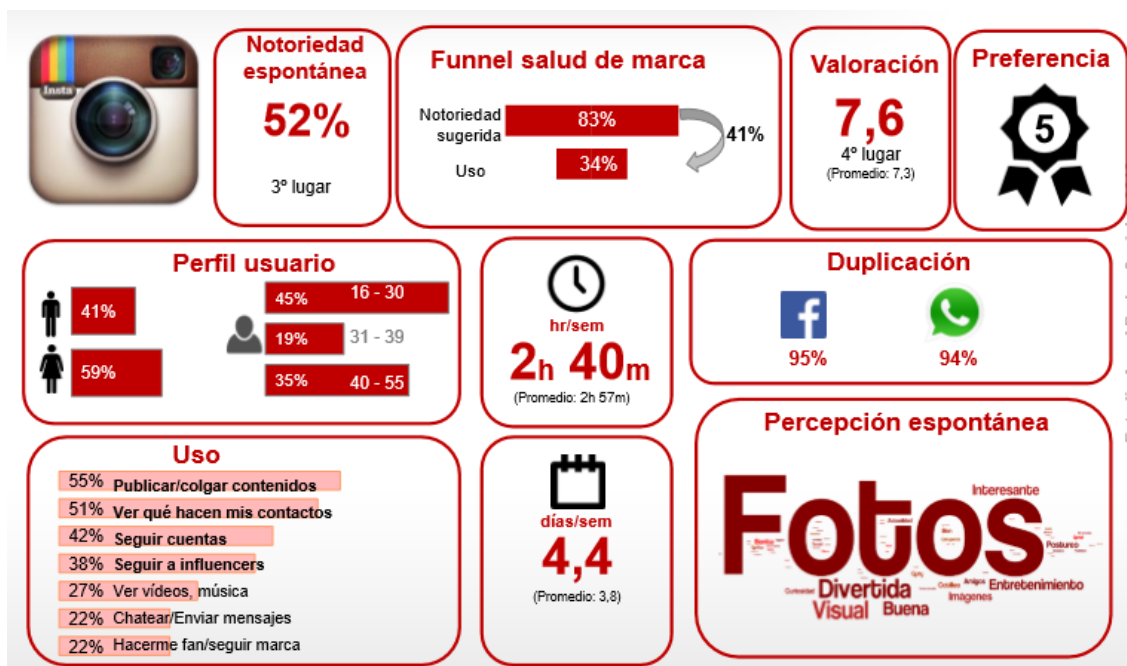 Insta
Notoriedad
espontánea
52%
3º lugar
Funnel salud de marca
Notoriedad
sugerida
83%
41%
Uso
34%
Valoración
7,6
4º lugar
(Promedio: 7,3)
Preferencia
5
Perfil usuario
41%
59%
45% 16 - 30
19% 31 - 39
35% 40 - 55
hr/sem
2h 40m
(Promedio: 2h 57m)
Duplicación
95%
94%
Uso
55% Publicar/colgar contenidos
51% Ver qué hacen mis contactos
42% Seguir cuentas
38% Seguir a influencers
27% Ver vídeos, música
22% Chatear/Enviar mensajes
22% Hacerme fan/seguir marca
días/sem
4,4
(Promedio: 3,8)
Percepción espontánea
Interesante
Fotos
Postureo
Divertida
Curiosidad
Cotilleo
Amigos
Entretenimiento
Visual
Buena
Imágenes